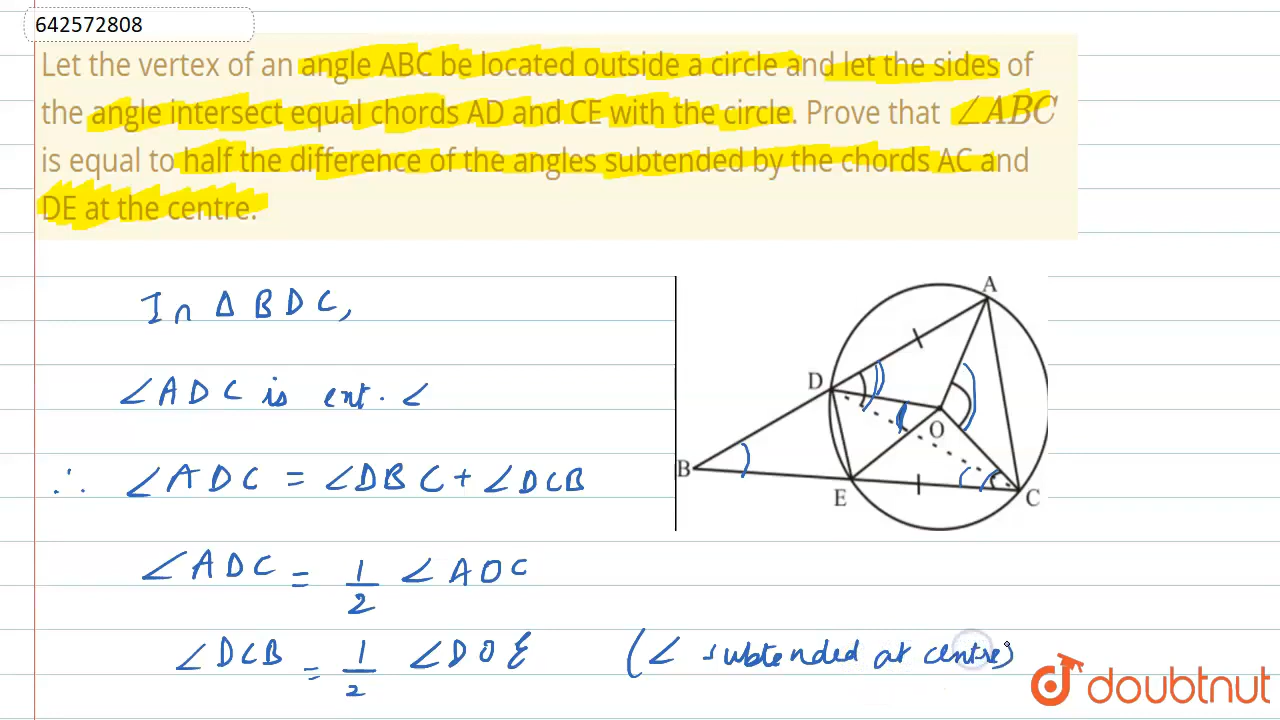 642572808
Let the vertex of an angle ABC be located outside a circle and let the sides of
the angle intersect equal chords AD and CE with the circle. Prove that ∠ABC
is equal to half the difference of the angles subtended by the chords AC and
DE at the centre.
In Δ BDC,
∠ADC is ext. ∠
∴ ∠ADC = ∠DBC + ∠DCB
∠ADC = 1/2 ∠AOC
∠DCB = 1/2 ∠DOE (∠ subtended at centre)
A
D
O
B
E
C
doubtnut